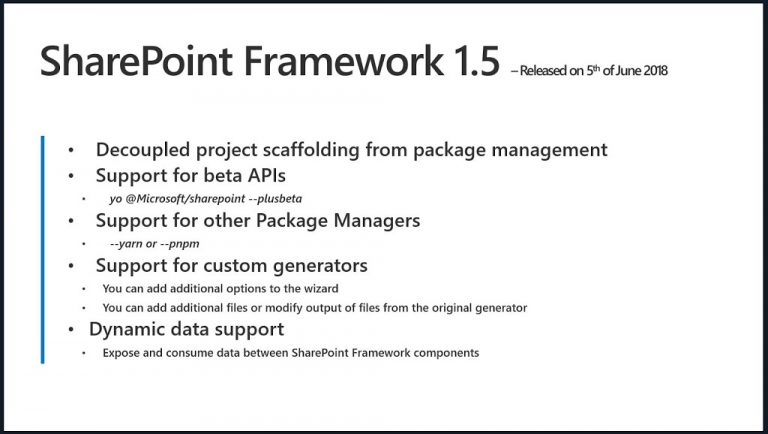 SharePoint Framework 1.5 – Released on 5th of June 2018
• Decoupled project scaffolding from package management
• Support for beta APIs
• yo @Microsoft/sharepoint --plusbeta
• Support for other Package Managers
• --yarn or --pnpm
• Support for custom generators
• You can add additional options to the wizard
• You can add additional files or modify output of files from the original generator
• Dynamic data support
• Expose and consume data between SharePoint Framework components